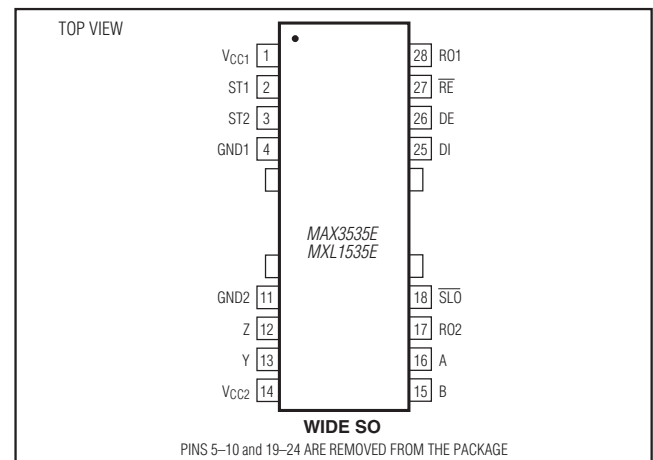 TOP VIEW
VCC1 1 28 RO1
ST1 2 27 R̅E̅
ST2 3 26 DE
GND1 4 25 DI
MAX3535E
MXL1535E
GND2 11 18 S̅L̅O̅
Z 12 17 RO2
Y 13 16 A
VCC2 14 15 B
WIDE SO
PINS 5–10 and 19–24 ARE REMOVED FROM THE PACKAGE